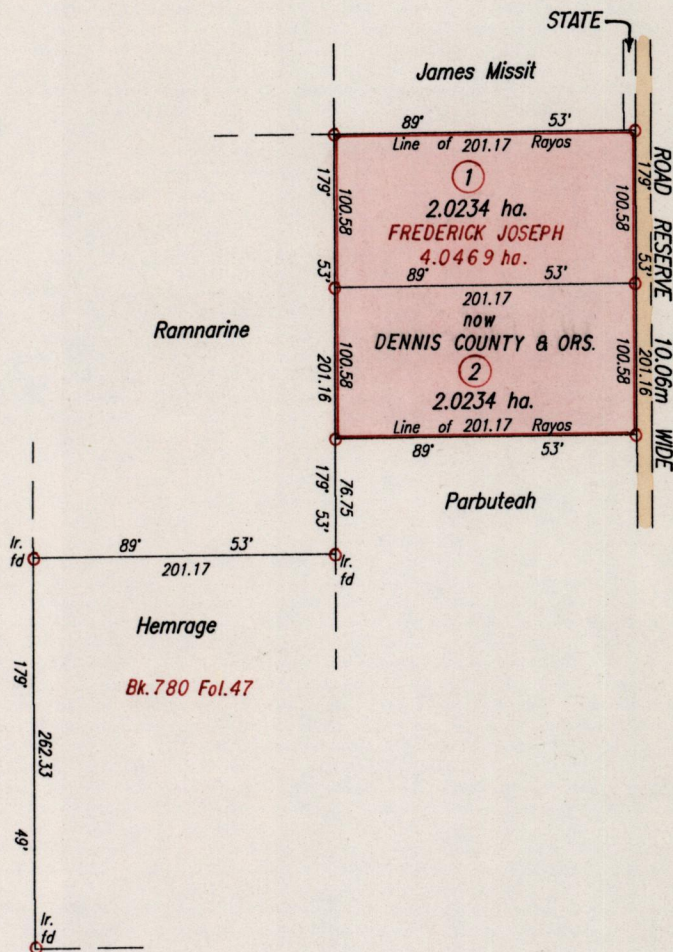 STATE
James Missit
89° 53'
Line of 201.17 Rayos
1
2.0234 ha.
FREDERICK JOSEPH
4.0469 ha.
179° 53'
100.58
179° 53'
100.58
ROAD RESERVE 10.06m WIDE
89° 53'
201.17
now
DENNIS COUNTY & ORS.
2
2.0234 ha.
Line of 201.17 Rayos
89° 53'
Ramnarine
100.58
201.16
100.58
201.16
Parbuteah
76.75
179° 53'
Ir.
fd
89° 53'
201.17
Ir.
fd
Hemrage
Bk.780 Fol.47
179° 49'
262.33
Ir.
fd